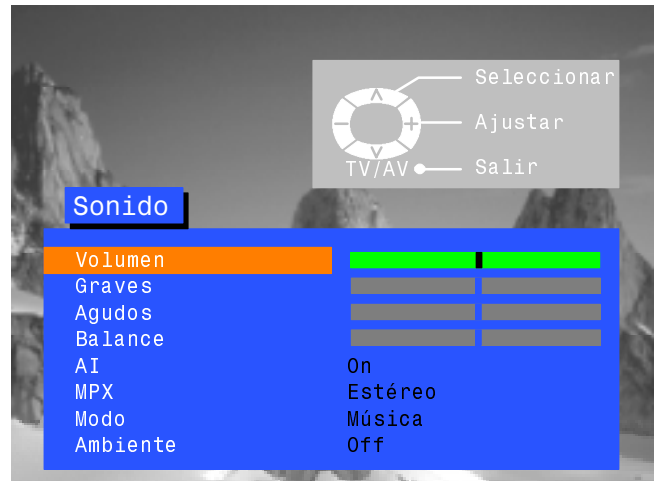 Seleccionar
Ajustar
TV/AV Salir
Sonido
Volumen
Graves
Agudos
Balance
AI On
MPX Estéreo
Modo Música
Ambiente Off